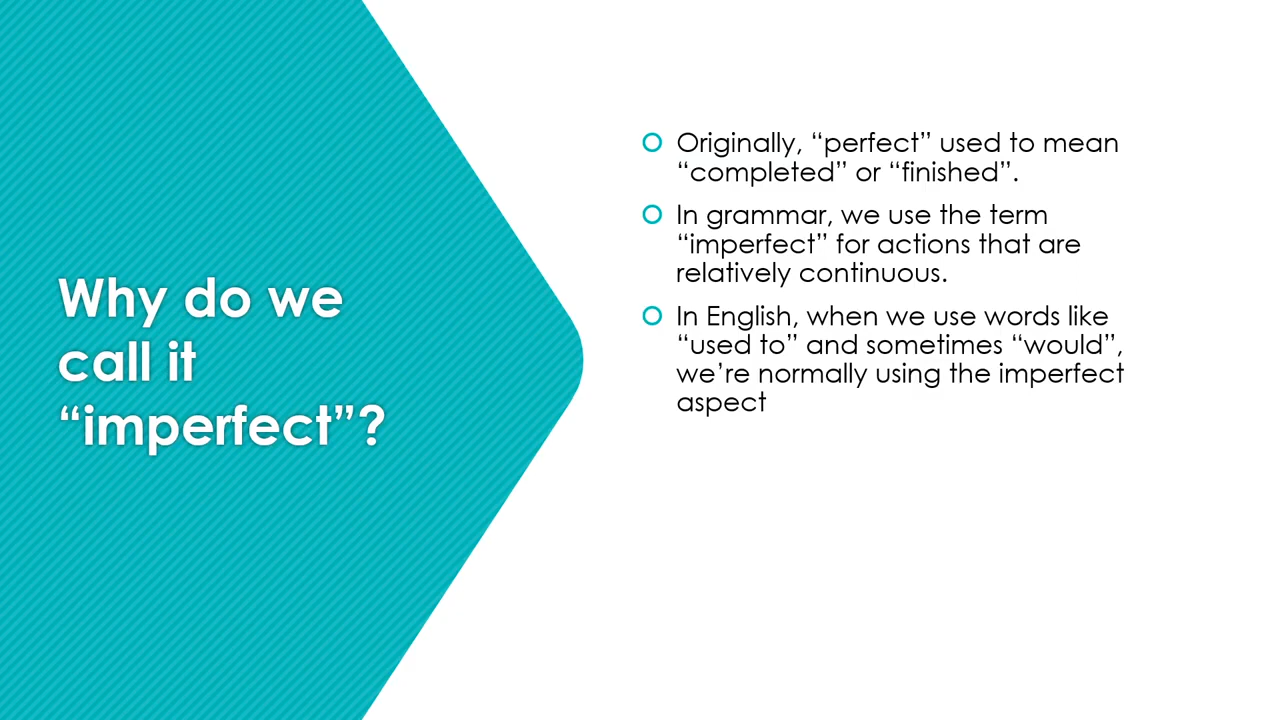 Why do we
call it
“imperfect”?
Originally, “perfect” used to mean
“completed” or “finished”.
In grammar, we use the term
“imperfect” for actions that are
relatively continuous.
In English, when we use words like
“used to” and sometimes “would”,
we’re normally using the imperfect
aspect